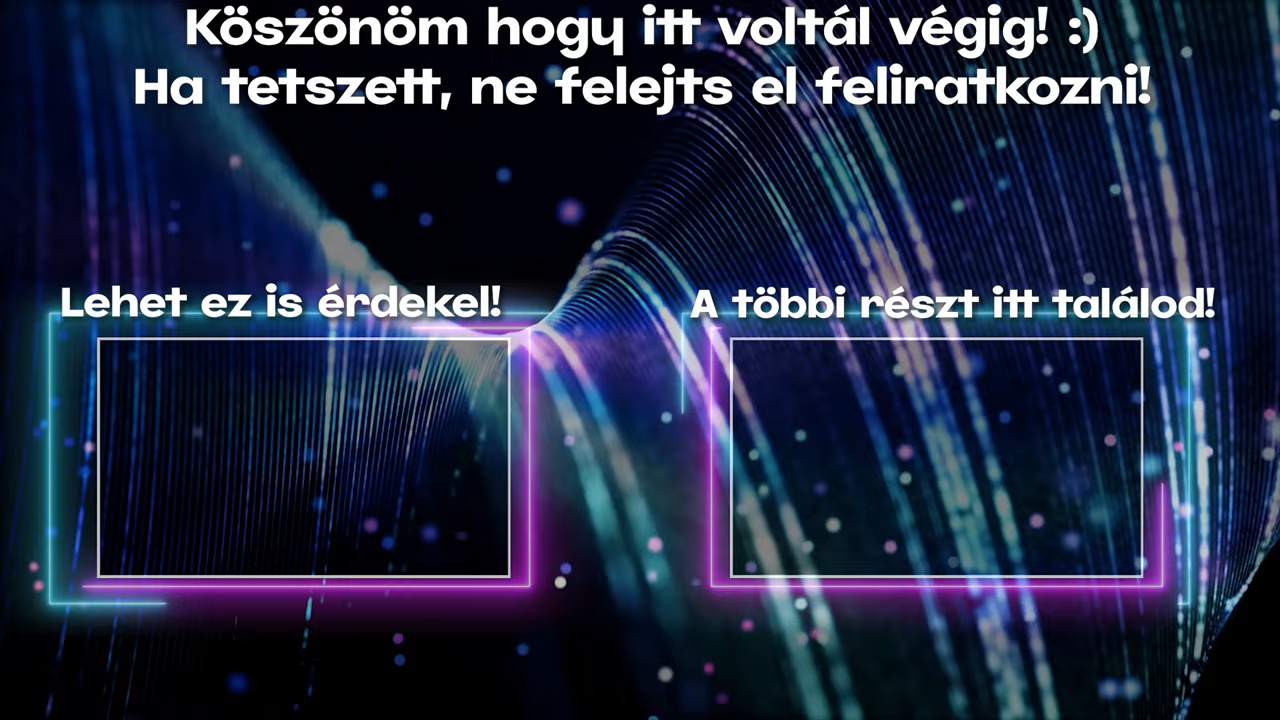 Köszönöm hogy itt voltál végig! :)
Ha tetszett, ne felejts el feliratkozni!
Lehet ez is érdekel!
A többi részt itt találod!